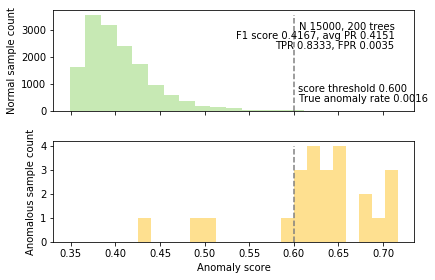 3000
2000
1000
0
Normal sample count
N 15000, 200 trees
F1 score 0.4167, avg PR 0.4151
TPR 0.8333, FPR 0.0035
score threshold 0.600
True anomaly rate 0.0016
4
3
2
1
0
Anomalous sample count
0.35 0.40 0.45 0.50 0.55 0.60 0.65 0.70
Anomaly score